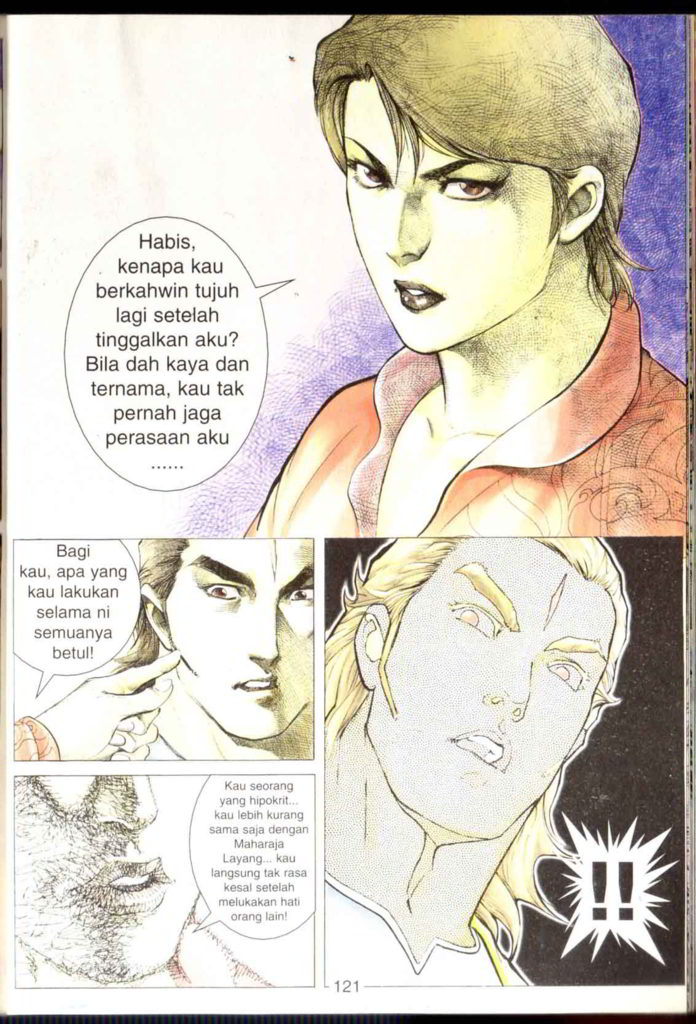 Habis,
kenapa kau
berkahwin tujuh
lagi setelah
tinggalkan aku?
Bila dah kaya dan
ternama, kau tak
pernah jaga
perasaan aku
......
Bagi
kau, apa yang
kau lakukan
selama ni
semuanya
betul!
Kau seorang
yang hipokrit...
kau lebih kurang
sama saja dengan
Maharaja
Layang... kau
langsung tak rasa
kesal setelah
melukakan hati
orang lain!
!!
121